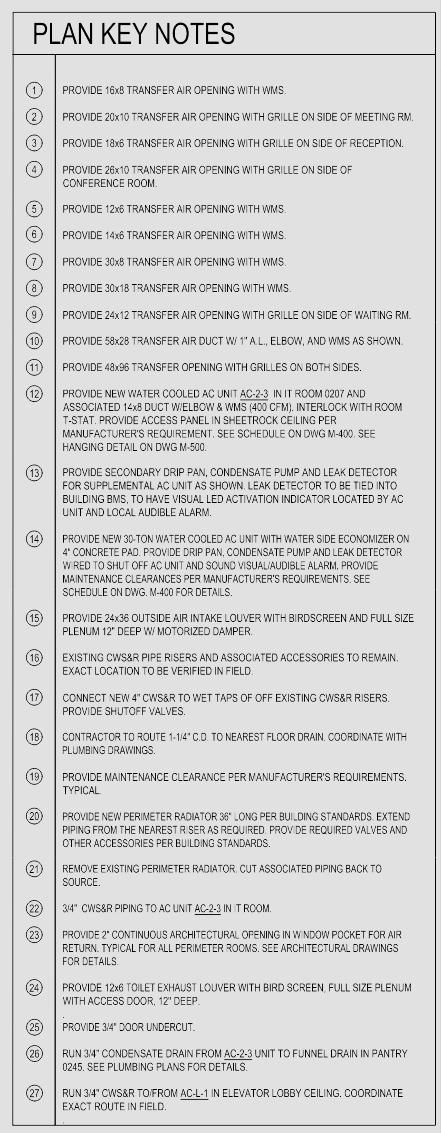 PLAN KEY NOTES
1 PROVIDE 16x8 TRANSFER AIR OPENING WITH WMS.
2 PROVIDE 20x10 TRANSFER AIR OPENING WITH GRILLE ON SIDE OF MEETING RM.
3 PROVIDE 18x6 TRANSFER AIR OPENING WITH GRILLE ON SIDE OF RECEPTION.
4 PROVIDE 26x10 TRANSFER AIR OPENING WITH GRILLE ON SIDE OF
CONFERENCE ROOM.
5 PROVIDE 12x6 TRANSFER AIR OPENING WITH WMS.
6 PROVIDE 14x6 TRANSFER AIR OPENING WITH WMS.
7 PROVIDE 30x8 TRANSFER AIR OPENING WITH WMS.
8 PROVIDE 30x18 TRANSFER AIR OPENING WITH WMS.
9 PROVIDE 24x12 TRANSFER AIR OPENING WITH GRILLE ON SIDE OF WAITING RM.
10 PROVIDE 58x28 TRANSFER AIR DUCT W/ 1" A.L., ELBOW, AND WMS AS SHOWN.
11 PROVIDE 48x96 TRANSFER OPENING WITH GRILLES ON BOTH SIDES.
12 PROVIDE NEW WATER COOLED AC UNIT AC-2-3 IN IT ROOM 0207 AND
ASSOCIATED 14x8 DUCT W/ELBOW & WMS (400 CFM). INTERLOCK WITH ROOM
T-STAT. PROVIDE ACCESS PANEL IN SHEETROCK CEILING PER
MANUFACTURER'S REQUIREMENT. SEE SCHEDULE ON DWG M-400. SEE
HANGING DETAIL ON DWG M-500.
13 PROVIDE SECONDARY DRIP PAN, CONDENSATE PUMP AND LEAK DETECTOR
FOR SUPPLEMENTAL AC UNIT AS SHOWN. LEAK DETECTOR TO BE TIED INTO
BUILDING BMS, TO HAVE VISUAL LED ACTIVATION INDICATOR LOCATED BY AC
UNIT AND LOCAL AUDIBLE ALARM.
14 PROVIDE NEW 30-TON WATER COOLED AC UNIT WITH WATER SIDE ECONOMIZER ON
4" CONCRETE PAD. PROVIDE DRIP PAN, CONDENSATE PUMP AND LEAK DETECTOR
WIRED TO SHUT OFF AC UNIT AND SOUND VISUAL/AUDIBLE ALARM. PROVIDE
MAINTENANCE CLEARANCES PER MANUFACTURER'S REQUIREMENTS. SEE
SCHEDULE ON DWG. M-400 FOR DETAILS.
15 PROVIDE 24x36 OUTSIDE AIR INTAKE LOUVER WITH BIRDSCREEN AND FULL SIZE
PLENUM 12" DEEP W/ MOTORIZED DAMPER.
16 EXISTING CWS&R PIPE RISERS AND ASSOCIATED ACCESSORIES TO REMAIN.
EXACT LOCATION TO BE VERIFIED IN FIELD.
17 CONNECT NEW 4" CWS&R TO WET TAPS OF OFF EXISTING CWS&R RISERS.
PROVIDE SHUTOFF VALVES.
18 CONTRACTOR TO ROUTE 1-1/4" C.D. TO NEAREST FLOOR DRAIN. COORDINATE WITH
PLUMBING DRAWINGS.
19 PROVIDE MAINTENANCE CLEARANCE PER MANUFACTURER'S REQUIREMENTS.
TYPICAL.
20 PROVIDE NEW PERIMETER RADIATOR 36" LONG PER BUILDING STANDARDS. EXTEND
PIPING FROM THE NEAREST RISER AS REQUIRED. PROVIDE REQUIRED VALVES AND
OTHER ACCESSORIES PER BUILDING STANDARDS.
21 REMOVE EXISTING PERIMETER RADIATOR. CUT ASSOCIATED PIPING BACK TO
SOURCE.
22 3/4" CWS&R PIPING TO AC UNIT AC-2-3 IN IT ROOM.
23 PROVIDE 2" CONTINUOUS ARCHITECTURAL OPENING IN WINDOW POCKET FOR AIR
RETURN. TYPICAL FOR ALL PERIMETER ROOMS. SEE ARCHITECTURAL DRAWINGS
FOR DETAILS.
24 PROVIDE 12x6 TOILET EXHAUST LOUVER WITH BIRD SCREEN, FULL SIZE PLENUM
WITH ACCESS DOOR, 12" DEEP.
25 PROVIDE 3/4" DOOR UNDERCUT.
26 RUN 3/4" CONDENSATE DRAIN FROM AC-2-3 UNIT TO FUNNEL DRAIN IN PANTRY
0245. SEE PLUMBING PLANS FOR DETAILS.
27 RUN 3/4" CWS&R TO/FROM AC-L-1 IN ELEVATOR LOBBY CEILING. COORDINATE
EXACT ROUTE IN FIELD.